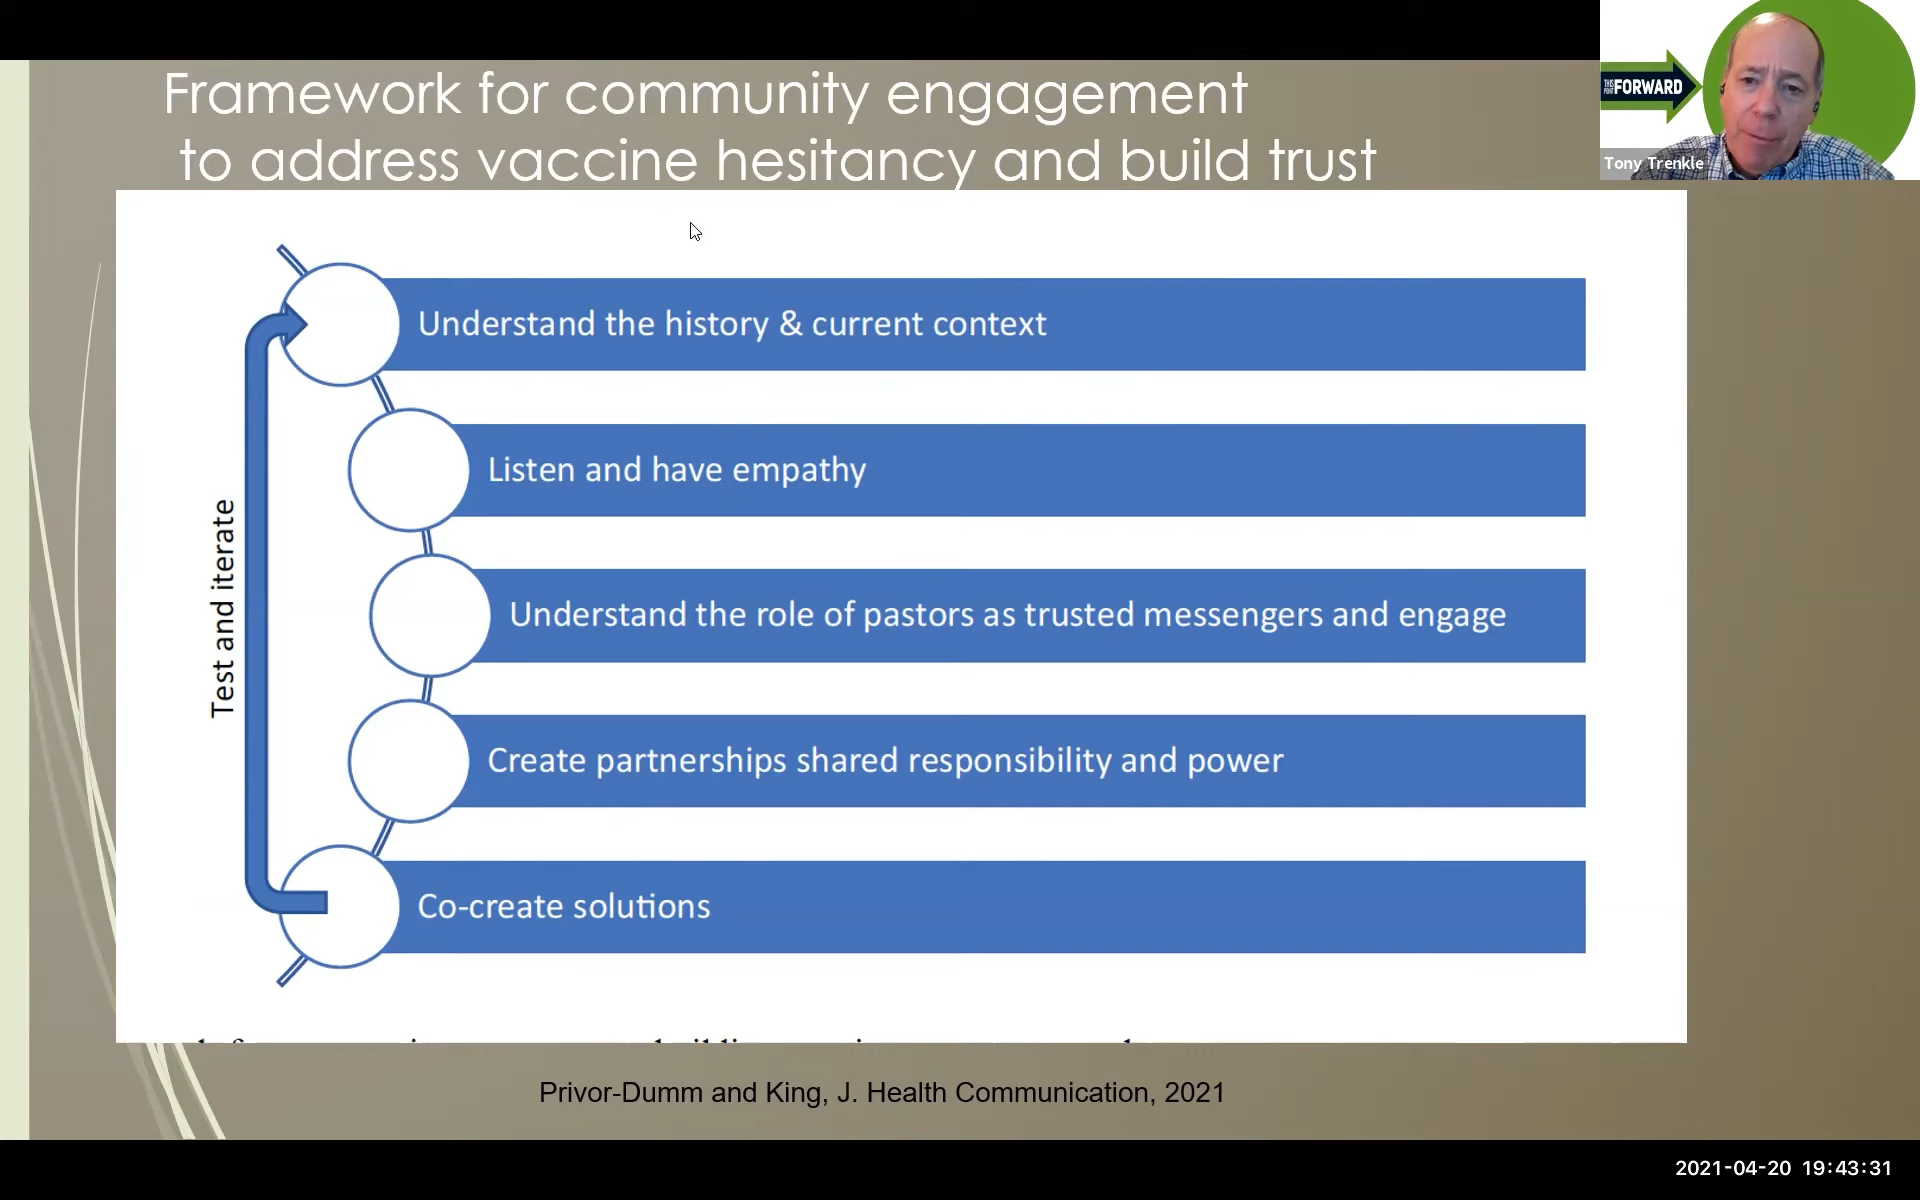 Framework for community engagement
to address vaccine hesitancy and build trust
THIS POINT FORWARD
Tony Trenkle
Understand the history & current context
Listen and have empathy
Understand the role of pastors as trusted messengers and engage
Create partnerships shared responsibility and power
Co-create solutions
Test and iterate
Privor-Dumm and King, J. Health Communication, 2021
2021-04-20 19:43:31